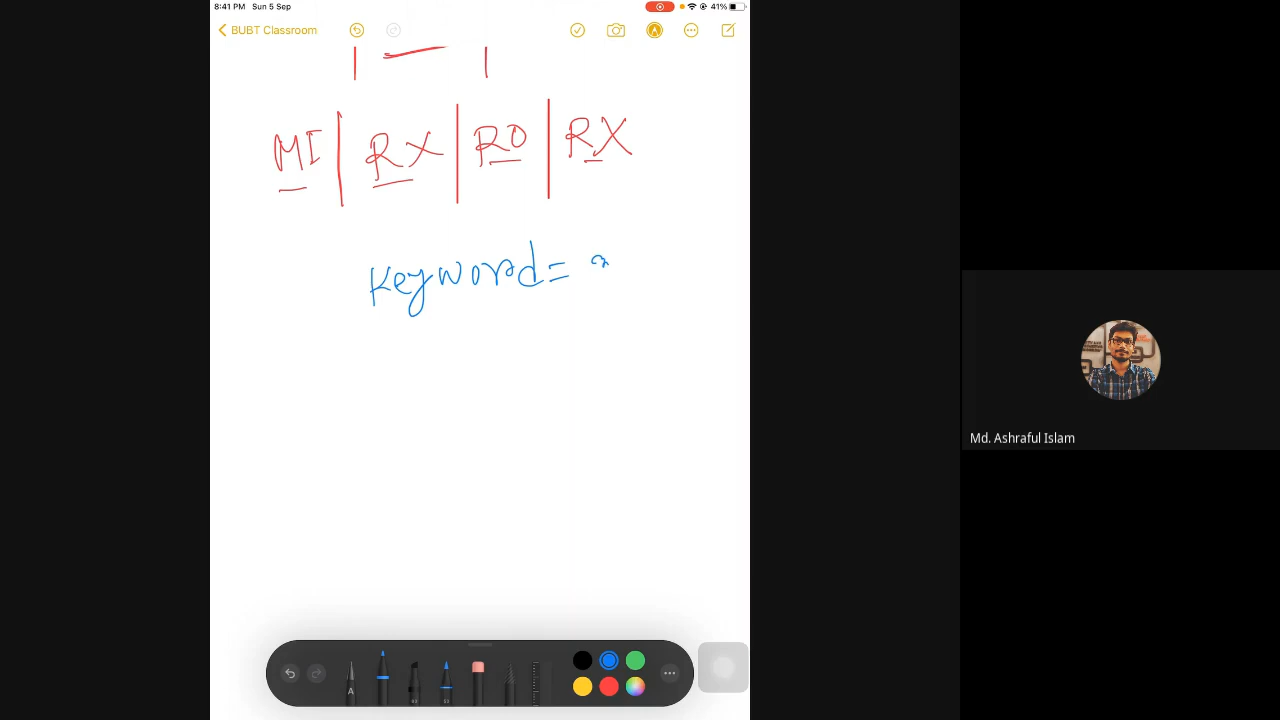 8:41 PM Sun 5 Sep 41%
BUBT Classroom
MI | RX | RO | RX
Keyword =
Md. Ashraful Islam